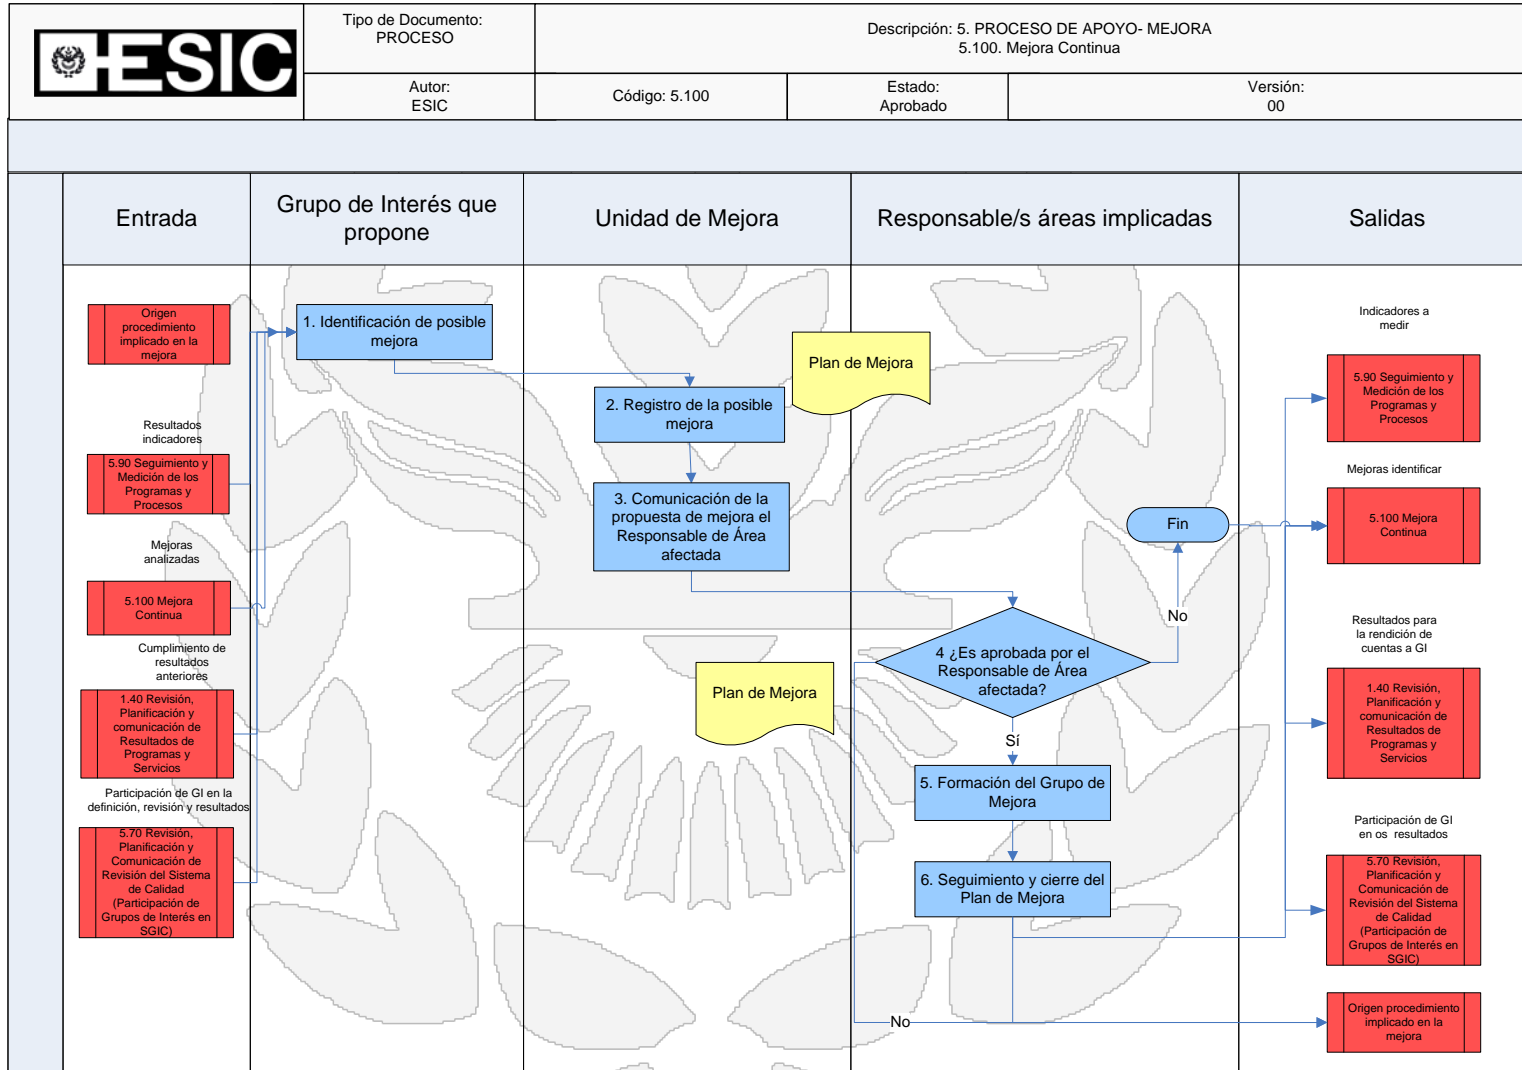 ESIC
Tipo de Documento:
PROCESO
Descripción: 5. PROCESO DE APOYO- MEJORA
5.100. Mejora Continua
Autor:
ESIC
Código: 5.100
Estado:
Aprobado
Versión:
00
Entrada
Grupo de Interés que
propone
Unidad de Mejora
Responsable/s áreas implicadas
Salidas
Origen
procedimiento
implicado en la
mejora
Resultados
indicadores
5.90 Seguimiento y
Medición de los
Programas y
Procesos
Mejoras
analizadas
5.100 Mejora
Continua
Cumplimiento de
resultados
anteriores
1.40 Revisión,
Planificación y
comunicación de
Resultados de
Programas y
Servicios
Participación de GI en la
definición, revisión y resultados
5.70 Revisión,
Planificación y
Comunicación de
Revisión del Sistema
de Calidad
(Participación de
Grupos de Interés en
SGIC)
1. Identificación de posible
mejora
2. Registro de la posible
mejora
3. Comunicación de la
propuesta de mejora el
Responsable de Área
afectada
Plan de Mejora
Plan de Mejora
Fin
No
4 ¿Es aprobada por el
Responsable de Área
afectada?
Sí
5. Formación del Grupo de
Mejora
6. Seguimiento y cierre del
Plan de Mejora
No
Indicadores a
medir
5.90 Seguimiento y
Medición de los
Programas y
Procesos
Mejoras identificar
5.100 Mejora
Continua
Resultados para
la rendición de
cuentas a GI
1.40 Revisión,
Planificación y
comunicación de
Resultados de
Programas y
Servicios
Participación de GI
en os resultados
5.70 Revisión,
Planificación y
Comunicación de
Revisión del Sistema
de Calidad
(Participación de
Grupos de Interés en
SGIC)
Origen procedimiento
implicado en la
mejora